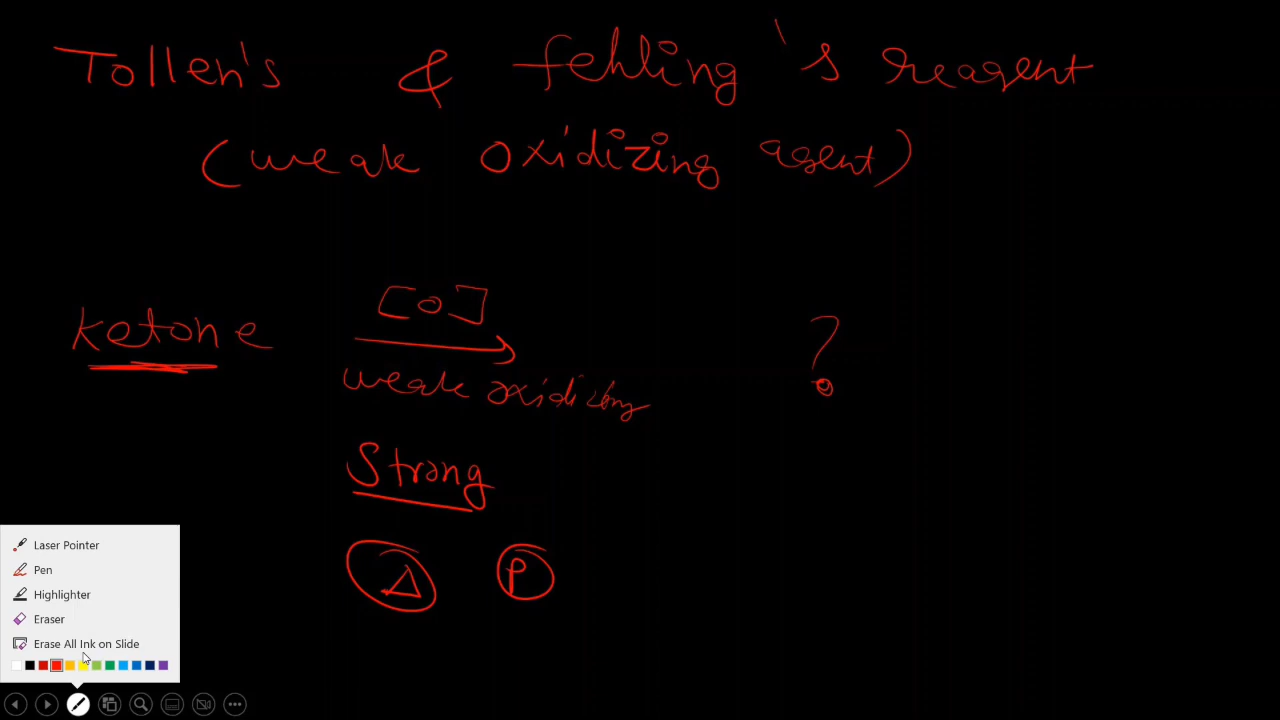 Tollen's & fehling's reagent
(weak oxidizing agent)
ketone [O] ?
weak oxidizing
Strong
Δ P
Laser Pointer
Pen
Highlighter
Eraser
Erase All Ink on Slide